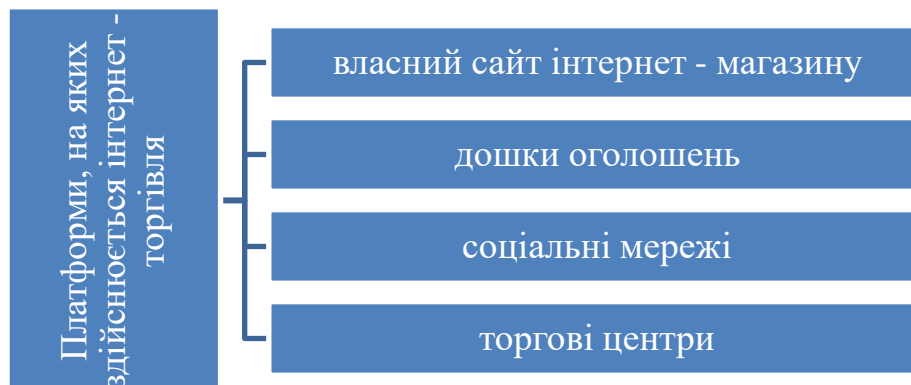 Платформи, на яких
здійснюється інтернет -
торгівля
власний сайт інтернет - магазину
дошки оголошень
соціальні мережі
торгові центри